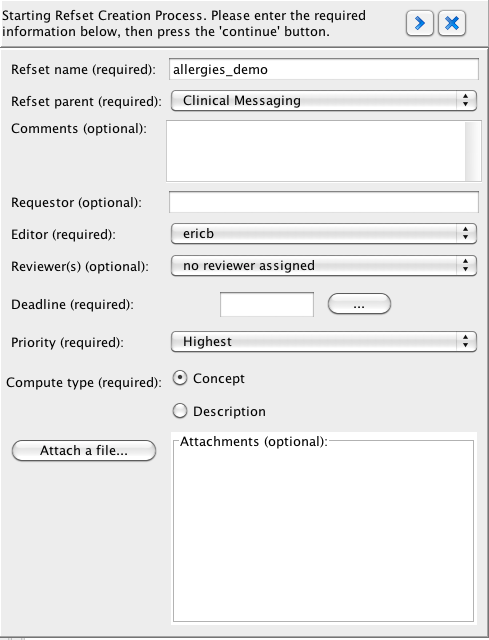 Starting Refset Creation Process. Please enter the required
information below, then press the 'continue' button.
Refset name (required): allergies_demo
Refset parent (required): Clinical Messaging
Comments (optional):
Requestor (optional):
Editor (required): ericb
Reviewer(s) (optional): no reviewer assigned
Deadline (required): ...
Priority (required): Highest
Compute type (required): Concept
Description
Attach a file... Attachments (optional):